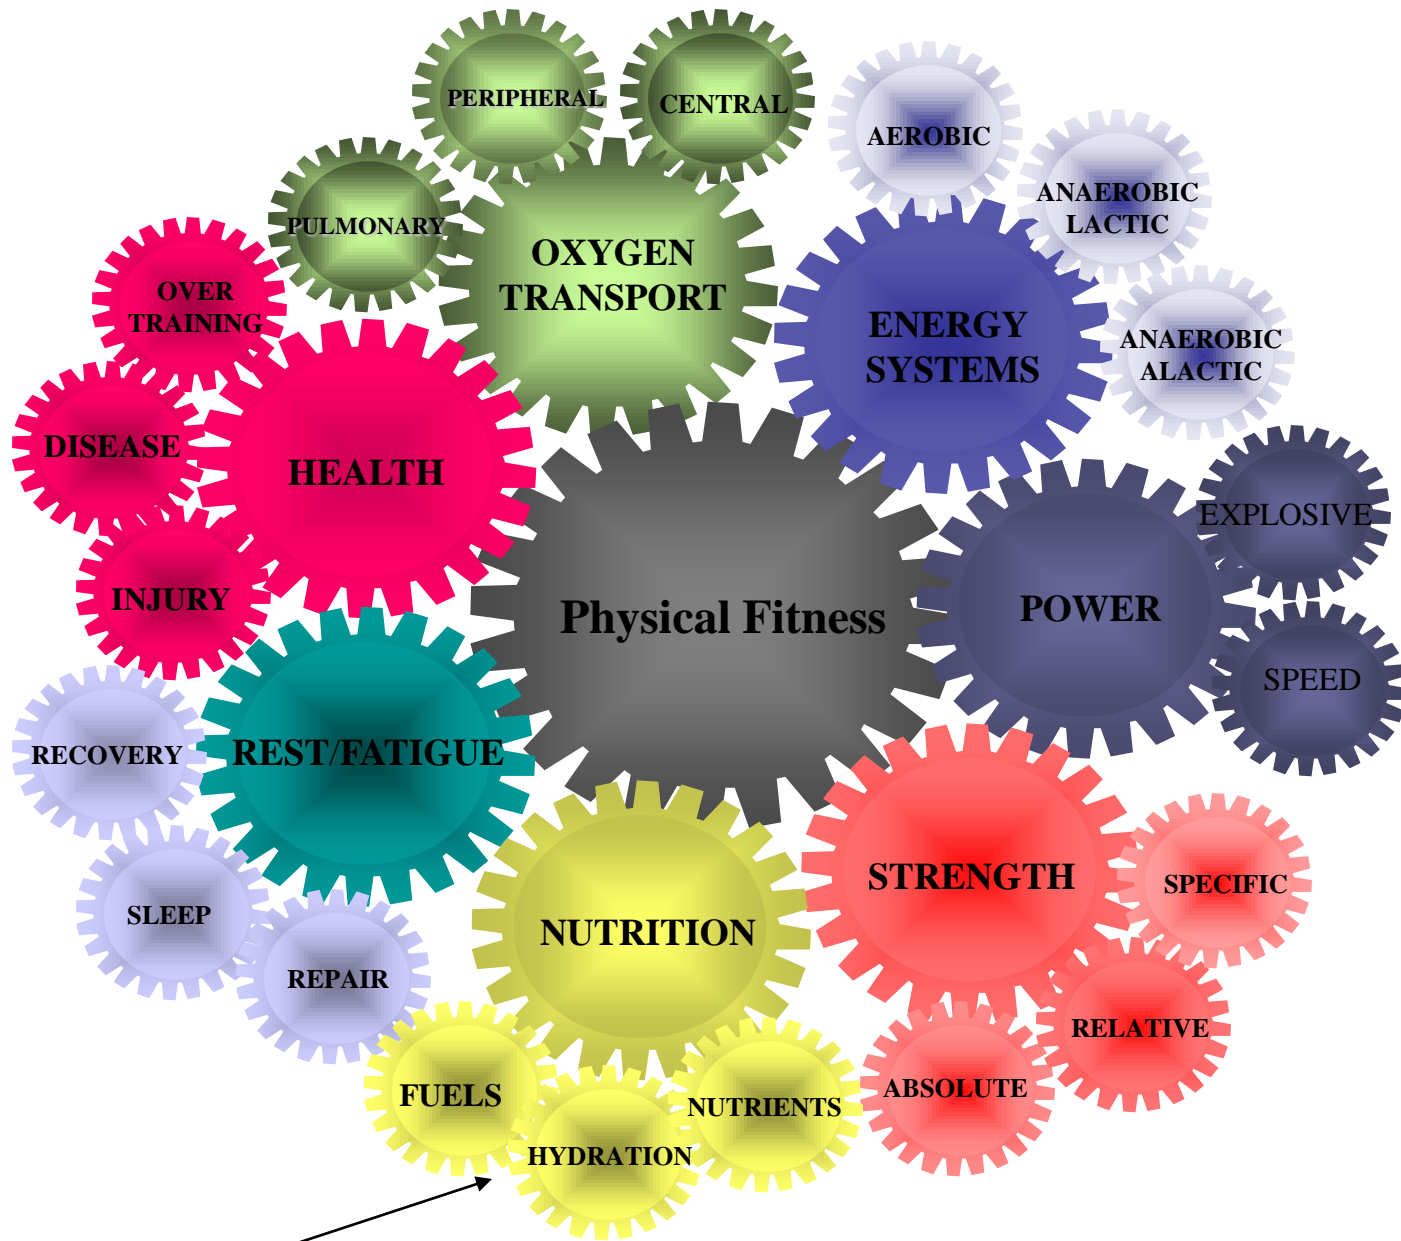 PERIPHERAL
CENTRAL
AEROBIC
ANAEROBIC
LACTIC
PULMONARY
OXYGEN
TRANSPORT
OVER
TRAINING
ENERGY
SYSTEMS
ANAEROBIC
ALACTIC
DISEASE
HEALTH
EXPLOSIVE
INJURY
Physical Fitness
POWER
SPEED
RECOVERY
REST/FATIGUE
STRENGTH
SPECIFIC
SLEEP
NUTRITION
REPAIR
RELATIVE
FUELS
NUTRIENTS
ABSOLUTE
HYDRATION